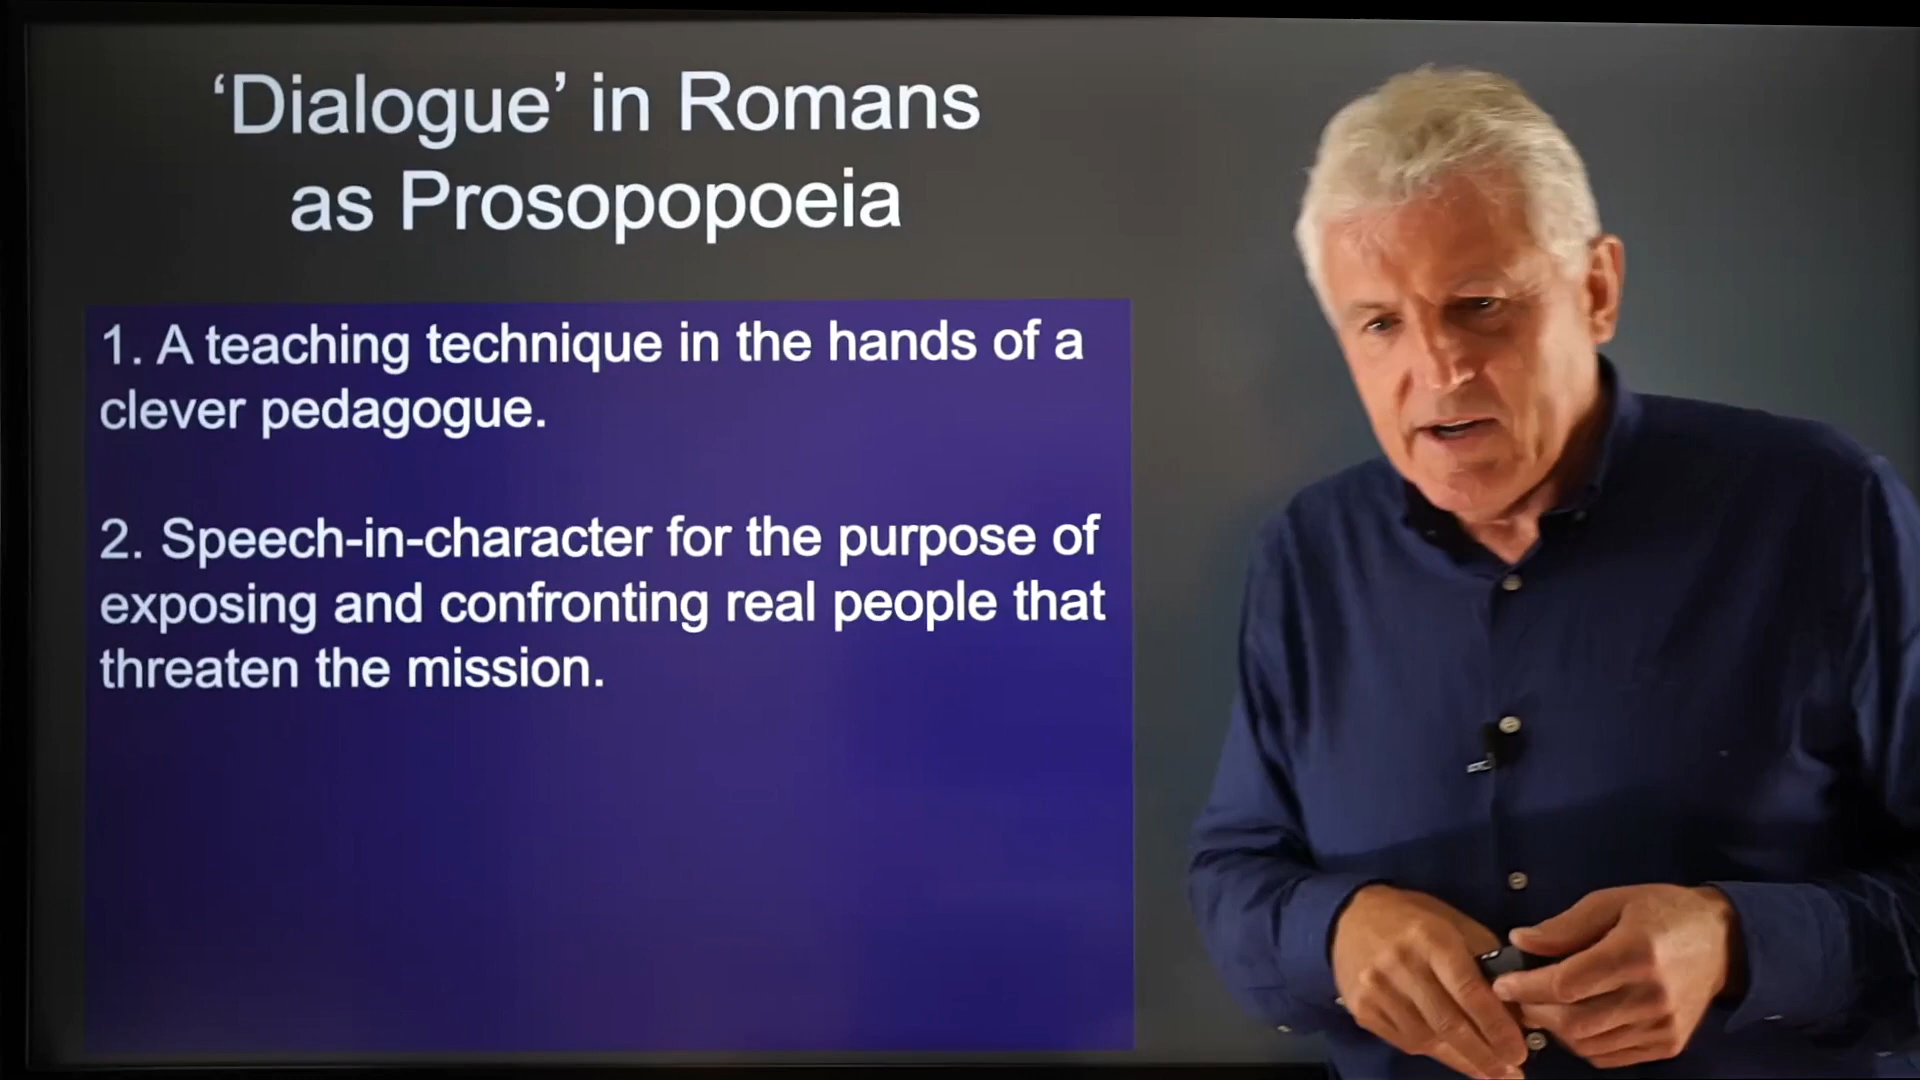 ‘Dialogue’ in Romans
as Prosopopoeia
1. A teaching technique in the hands of a
clever pedagogue.
2. Speech-in-character for the purpose of
exposing and confronting real people that
threaten the mission.